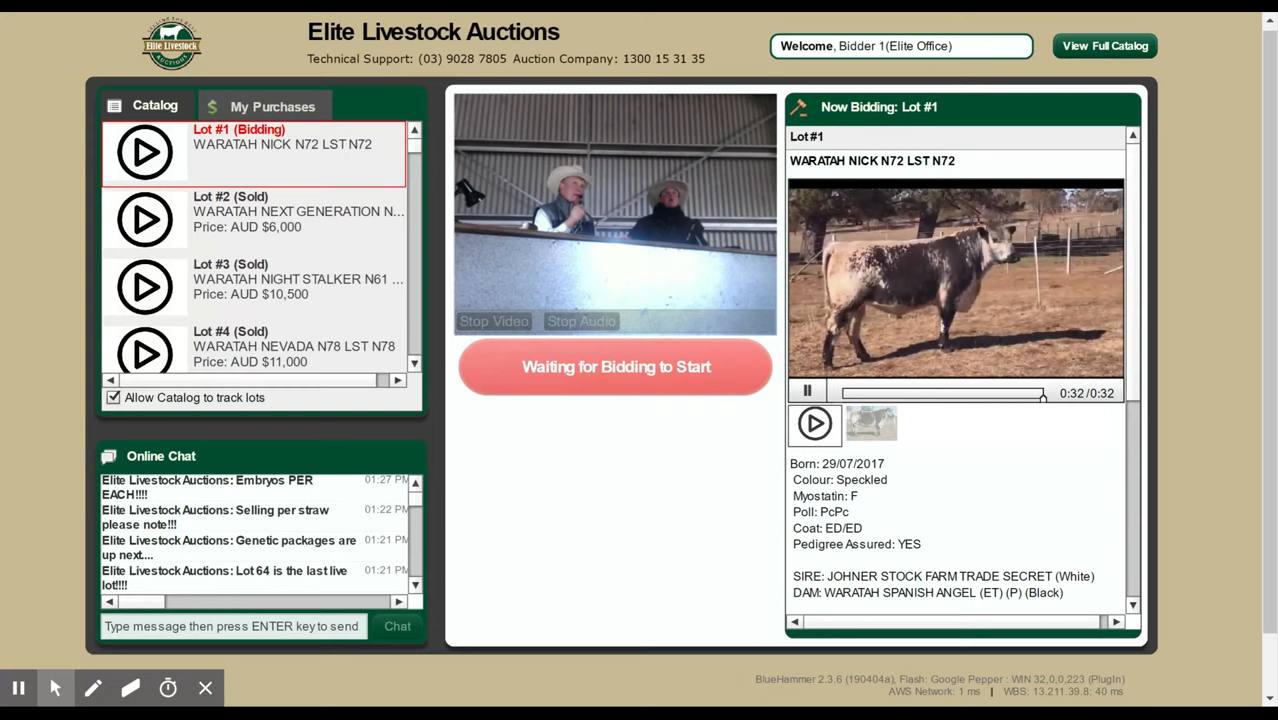 Elite Livestock Auctions
Technical Support: (03) 9028 7805 Auction Company: 1300 15 31 35
Elite Livestock
AUCTIONS
Welcome, Bidder 1(Elite Office)
View Full Catalog
Catalog
My Purchases
Lot #1 (Bidding)
WARATAH NICK N72 LST N72
Lot #2 (Sold)
WARATAH NEXT GENERATION N...
Price: AUD $6,000
Lot #3 (Sold)
WARATAH NIGHT STALKER N61 ...
Price: AUD $10,500
Lot #4 (Sold)
WARATAH NEVADA N78 LST N78
Price: AUD $11,000
Allow Catalog to track lots
Online Chat
Elite Livestock Auctions: Embryos PER 01:27 PM
EACH!!!!
Elite Livestock Auctions: Selling per straw 01:22 PM
please note!!!
Elite Livestock Auctions: Genetic packages are 01:21 PM
up next....
Elite Livestock Auctions: Lot 64 is the last live 01:21 PM
lot!!!!
Type message then press ENTER key to send
Chat
Stop Video Stop Audio
Waiting for Bidding to Start
Now Bidding: Lot #1
Lot #1
WARATAH NICK N72 LST N72
0:32/0:32
Born: 29/07/2017
Colour: Speckled
Myostatin: F
Poll: PcPc
Coat: ED/ED
Pedigree Assured: YES
SIRE: JOHNER STOCK FARM TRADE SECRET (White)
DAM: WARATAH SPANISH ANGEL (ET) (P) (Black)
BlueHammer 2.3.6 (190404a), Flash: Google Pepper : WIN 32,0,0,223 (PlugIn)
AWS Network: 1 ms | WBS: 13.211.39.8: 40 ms